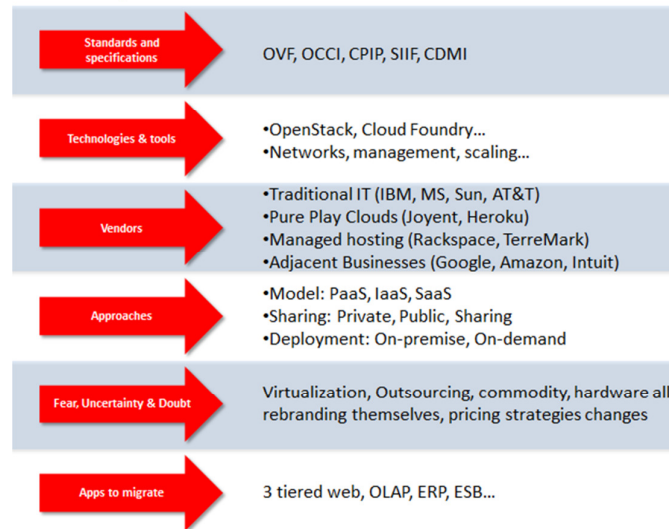 Standards and
specifications
OVF, OCCI, CPIP, SIIF, CDMI
Technologies & tools
•OpenStack, Cloud Foundry…
•Networks, management, scaling…
Vendors
•Traditional IT (IBM, MS, Sun, AT&T)
•Pure Play Clouds (Joyent, Heroku)
•Managed hosting (Rackspace, TerreMark)
•Adjacent Businesses (Google, Amazon, Intuit)
Approaches
•Model: PaaS, IaaS, SaaS
•Sharing: Private, Public, Sharing
•Deployment: On-premise, On-demand
Fear, Uncertainty & Doubt
Virtualization, Outsourcing, commodity, hardware all
rebranding themselves, pricing strategies changes
Apps to migrate
3 tiered web, OLAP, ERP, ESB…